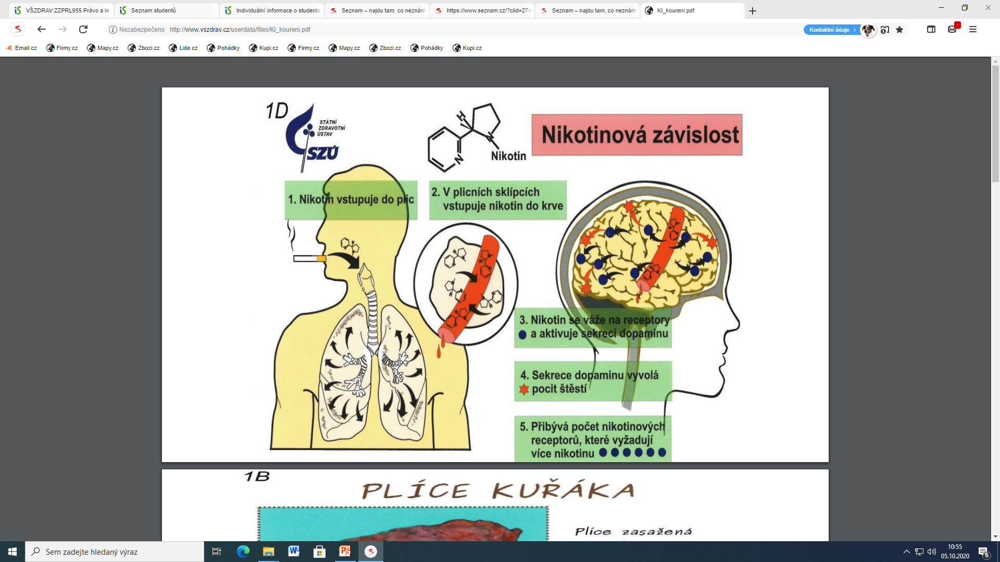 VŠZDRAV:ZZPRL955 Právo a le
Seznam studentů
Individuální informace o studento
Seznam – najdu tam, co neznám
https://www.seznam.cz/?clid=274
Seznam – najdu tam, co neznám
KI_koureni.pdf
Nezabezpečeno http://www.vszdrav.cz/userdata/files/KI_koureni.pdf
Kontaktní údaje
Email.cz
Firmy.cz
Mapy.cz
Zbozi.cz
Lide.cz
Pohádky
Kupi.cz
Firmy.cz
Mapy.cz
Zbozi.cz
Pohádky
Kupi.cz
1D
STÁTNÍ
ZDRAVOTNÍ
ÚSTAV
SZÚ
H
N
N
Nikotin
Nikotinová závislost
1. Nikotin vstupuje do plic
2. V plicních sklípcích
vstupuje nikotin do krve
3. Nikotin se váže na receptory
a aktivuje sekreci dopaminu
4. Sekrece dopaminu vyvolá
pocit štěstí
5. Přibývá počet nikotinových
receptorů, které vyžadují
více nikotinu
1B
PLÍCE KUŘÁKA
Plíce zasažená
Sem zadejte hledaný výraz
10:55
05.10.2020
6